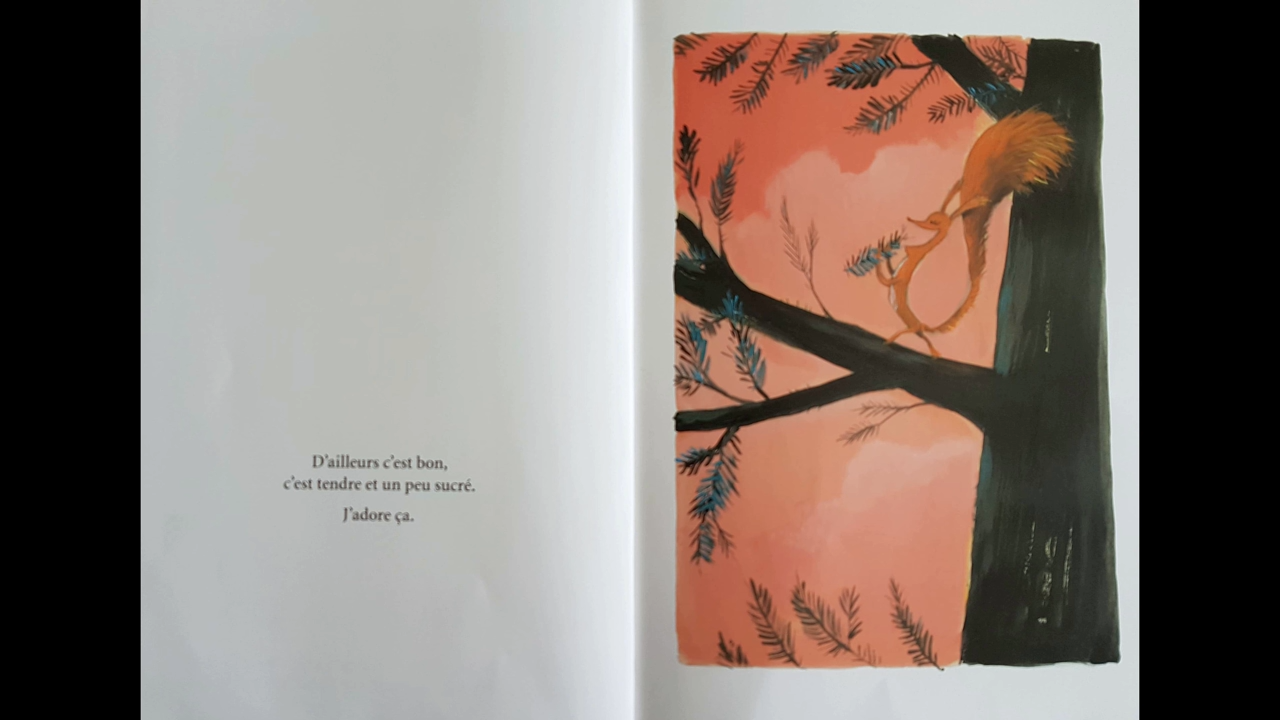 D'ailleurs c'est bon,
c'est tendre et un peu sucré.
J'adore ça.